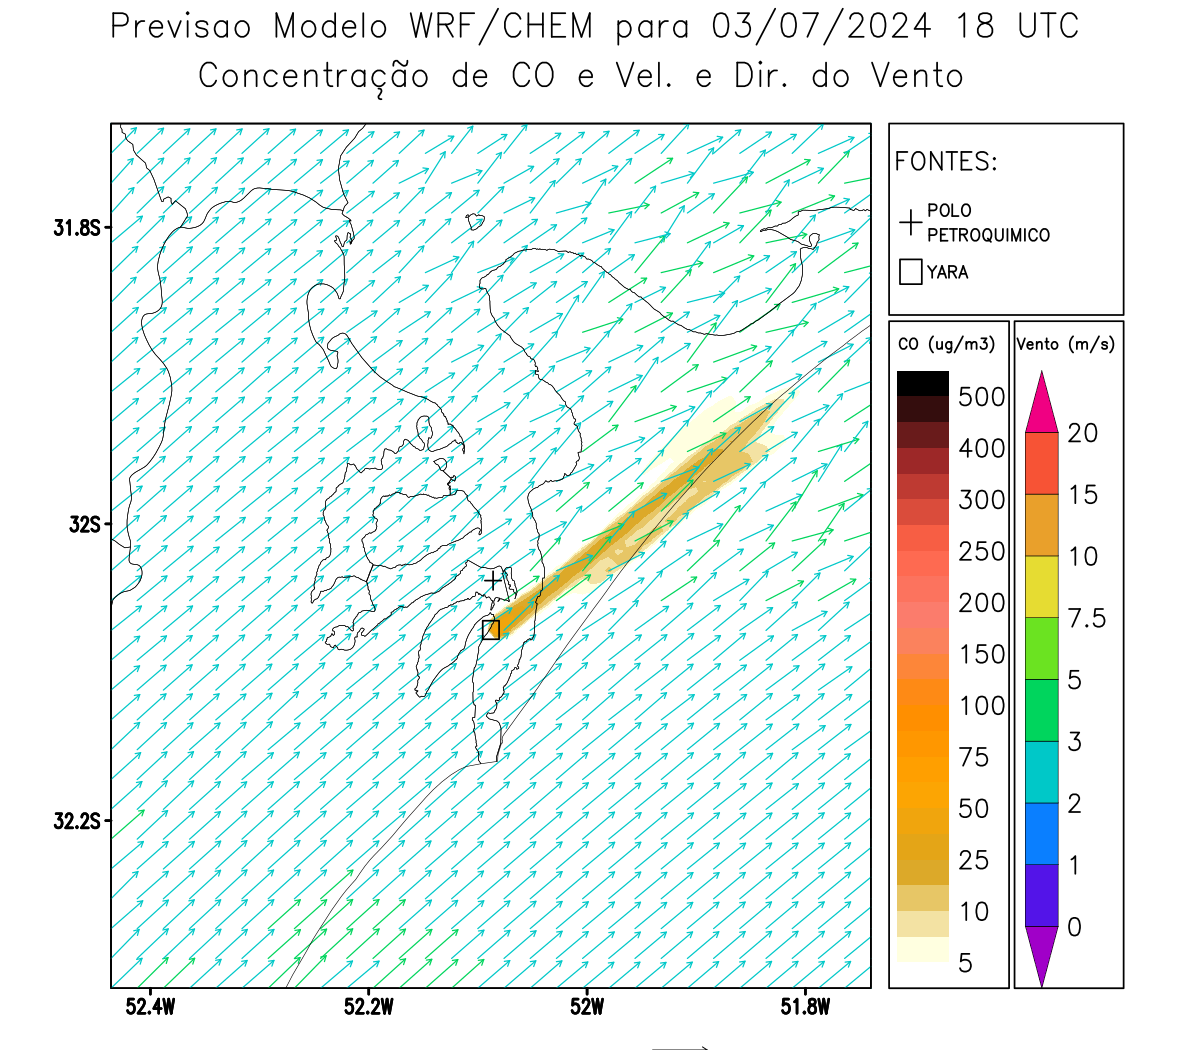 Previsao Modelo WRF/CHEM para 03/07/2024 18 UTC
Concentração de CO e Vel. e Dir. do Vento
FONTES:
POLO
PETROQUIMICO
YARA
CO (ug/m3)
500
400
300
250
200
150
100
75
50
25
10
5
Vento (m/s)
20
15
10
7.5
5
3
2
1
0
31.8S
32S
32.2S
52.4W
52.2W
52W
51.8W